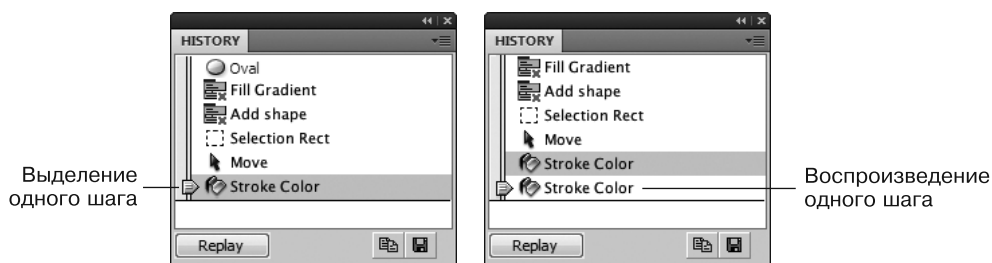 HISTORY
Oval
Fill Gradient
Add shape
Selection Rect
Move
Stroke Color
Replay
Выделение
одного шага
HISTORY
Fill Gradient
Add shape
Selection Rect
Move
Stroke Color
Stroke Color
Replay
Воспроизведение
одного шага